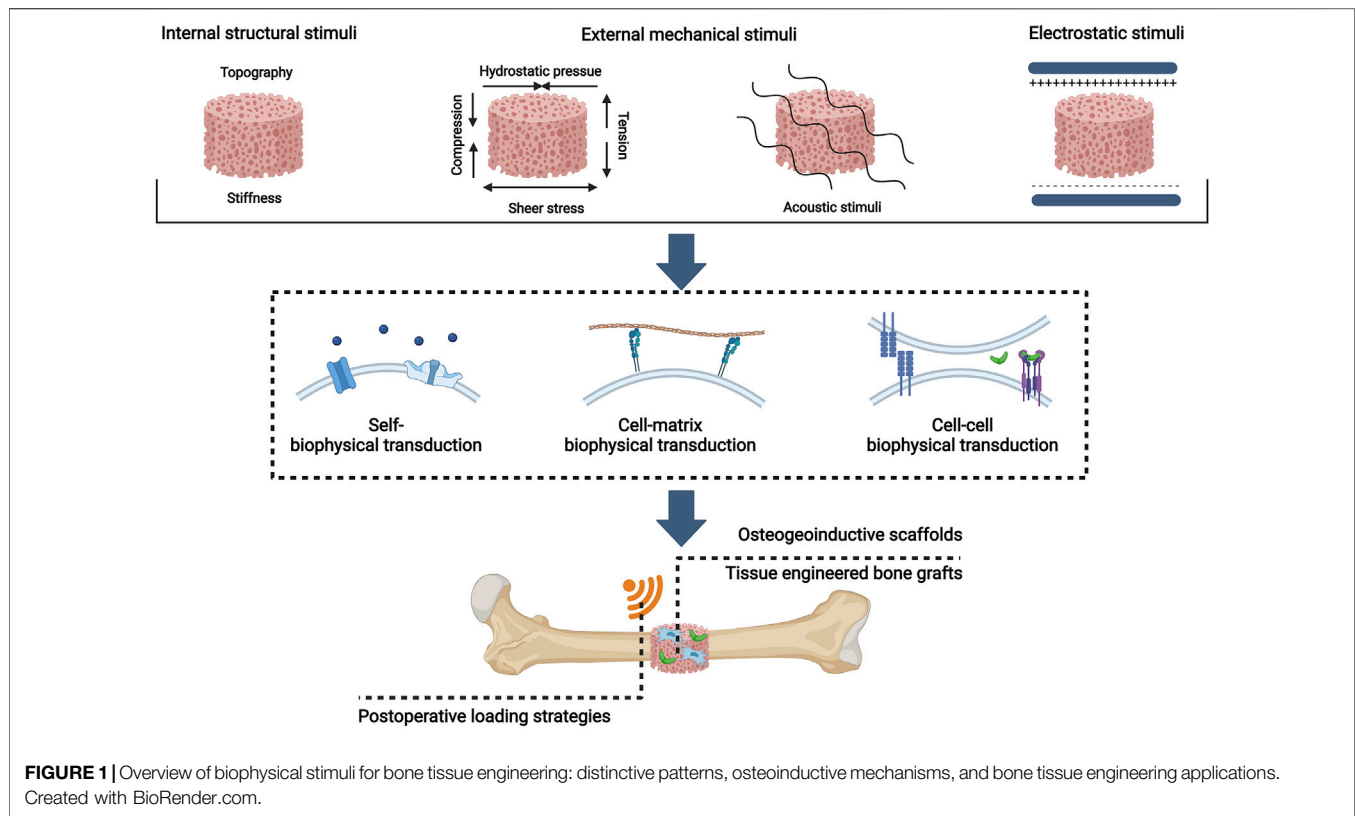 Internal structural stimuli
External mechanical stimuli
Electrostatic stimuli
Topography
Stiffness
Hydrostatic pressue
Compression
Tension
Sheer stress
Acoustic stimuli
++++++++++++++++++
Self-
biophysical transduction
Cell-matrix
biophysical transduction
Cell-cell
biophysical transduction
Osteogeoinductive scaffolds
Tissue engineered bone grafts
Postoperative loading strategies
FIGURE 1 | Overview of biophysical stimuli for bone tissue engineering: distinctive patterns, osteoinductive mechanisms, and bone tissue engineering applications.
Created with BioRender.com.